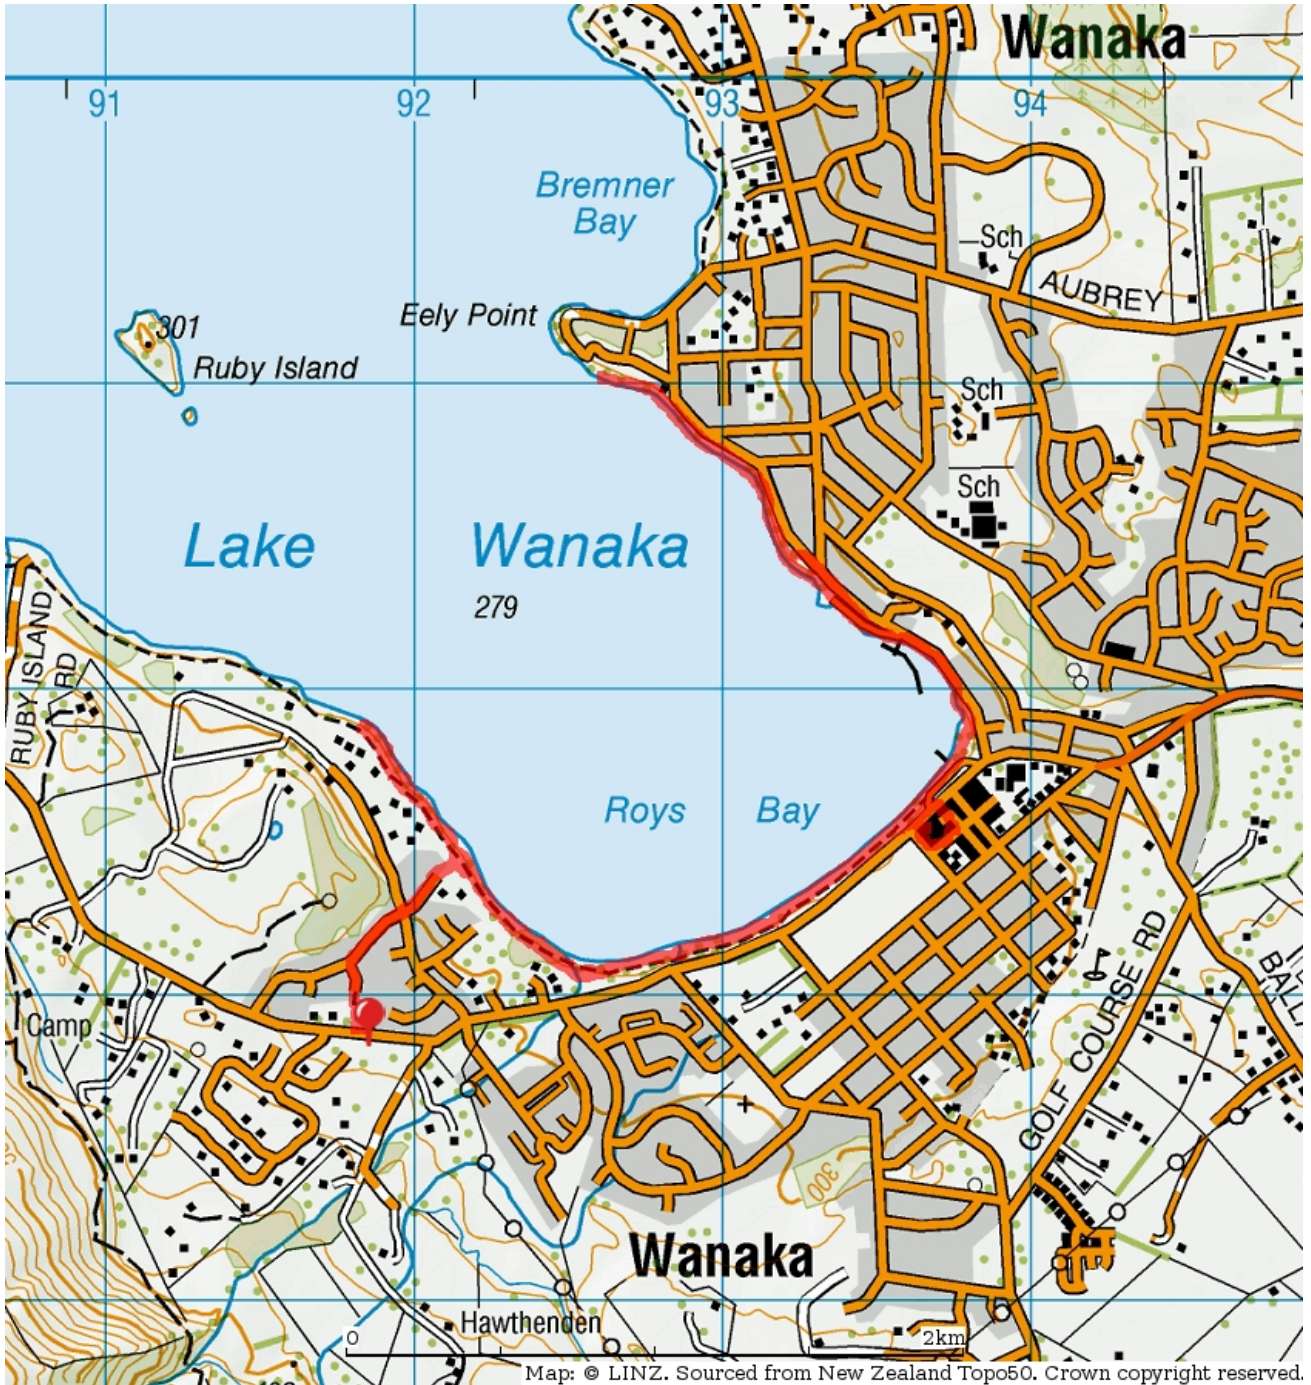 Wanaka
91
92
93
94
Bremner
Bay
Sch
AUBREY
Eely Point
301
Ruby Island
Sch
Sch
Lake Wanaka
279
RUBY ISLAND
RD
Roys Bay
GOLF COURSE RD
Camp
300
Wanaka
Hawthenden
0
2km
Map: © LINZ. Sourced from New Zealand Topo50. Crown copyright reserved.